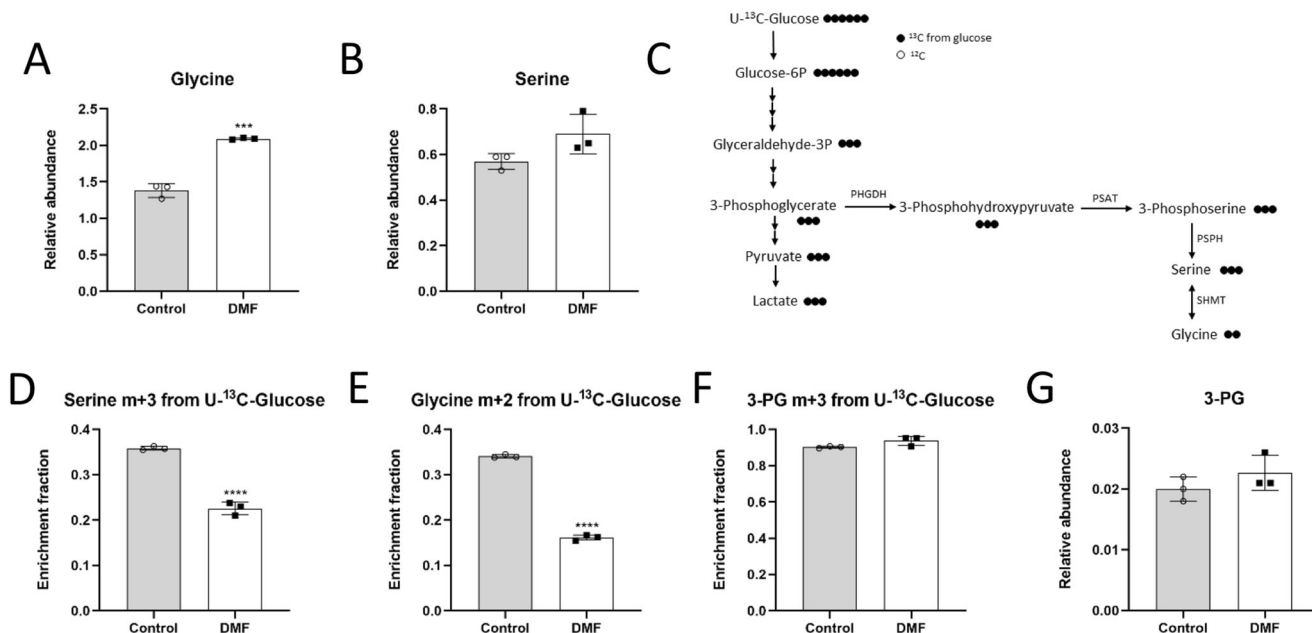 A
Glycine
Relative abundance
2.5
2.0
1.5
1.0
0.5
0.0
***
Control
DMF
B
Serine
Relative abundance
0.8
0.6
0.4
0.2
0.0
Control
DMF
C
U-¹³C-Glucose
¹³C from glucose
¹²C
Glucose-6P
Glyceraldehyde-3P
3-Phosphoglycerate
PHGDH
3-Phosphohydroxypyruvate
PSAT
3-Phosphoserine
PSPH
Pyruvate
Serine
SHMT
Lactate
Glycine
D
Serine m+3 from U-¹³C-Glucose
Enrichment fraction
0.4
0.3
0.2
0.1
0.0
****
Control
DMF
E
Glycine m+2 from U-¹³C-Glucose
Enrichment fraction
0.4
0.3
0.2
0.1
0.0
****
Control
DMF
F
3-PG m+3 from U-¹³C-Glucose
Enrichment fraction
1.0
0.8
0.6
0.4
0.2
0.0
Control
DMF
G
3-PG
Relative abundance
0.03
0.02
0.01
0.00
Control
DMF